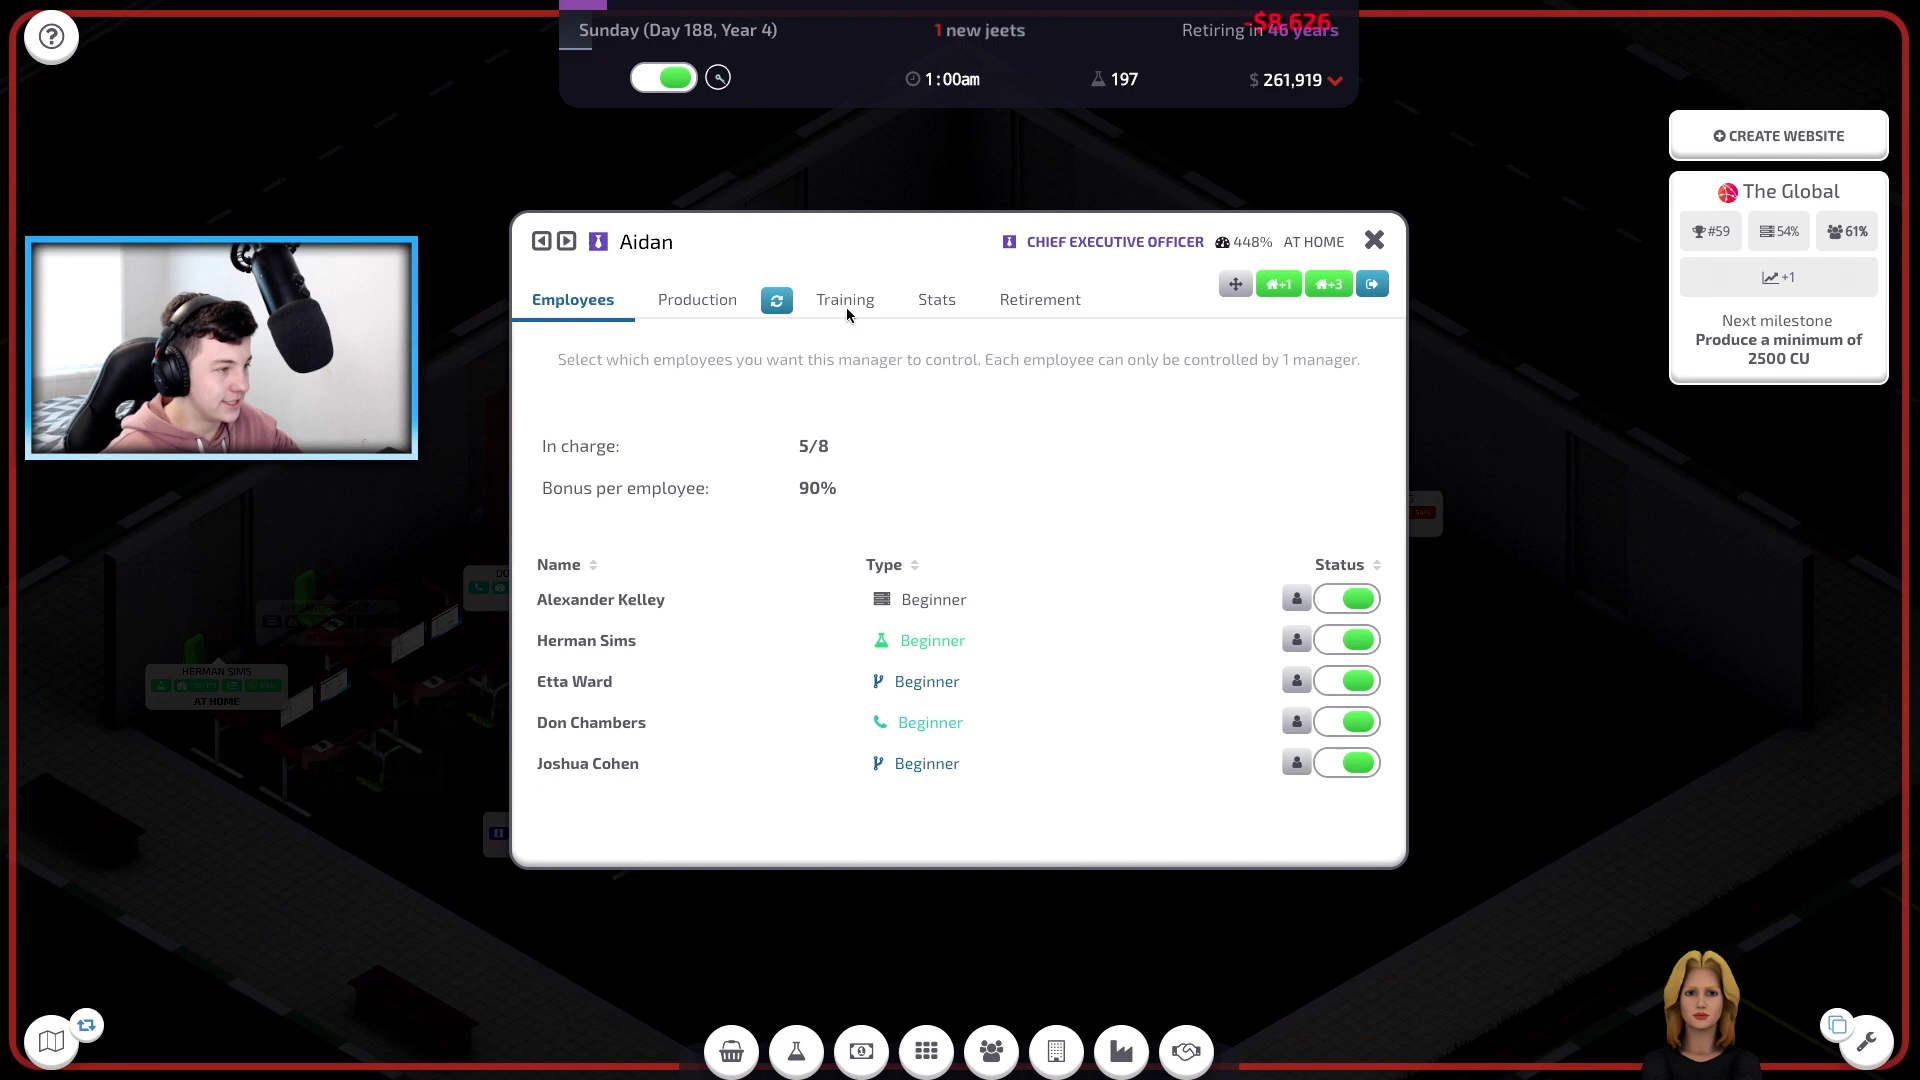 Sunday (Day 188, Year 4)
1 new jeets
Retiring in 46 years
-$8,626
1:00am
197
$ 261,919
CREATE WEBSITE
The Global
#59
54%
61%
+1
Next milestone
Produce a minimum of
2500 CU
Aidan
CHIEF EXECUTIVE OFFICER
448%
AT HOME
+1
+3
Employees
Production
Training
Stats
Retirement
Select which employees you want this manager to control. Each employee can only be controlled by 1 manager.
In charge:
5/8
Bonus per employee:
90%
Name
Type
Status
Alexander Kelley
Beginner
Herman Sims
Beginner
Etta Ward
Beginner
Don Chambers
Beginner
Joshua Cohen
Beginner
HERMAN SIMS
AT HOME